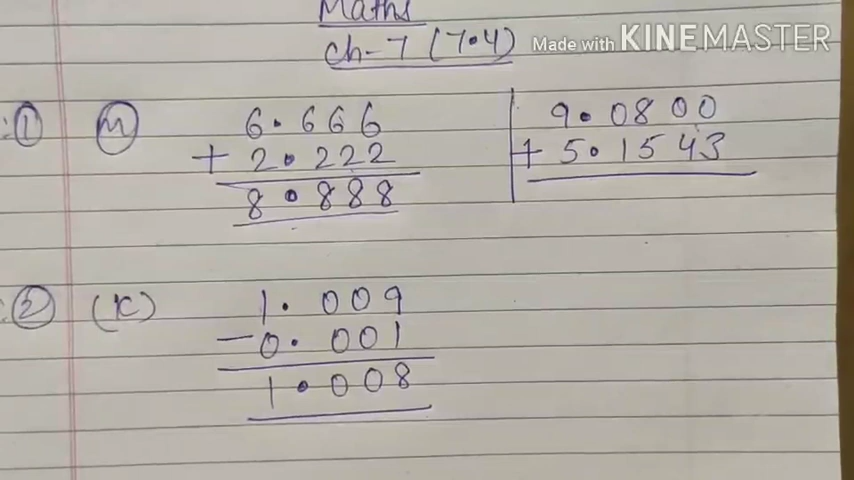 Maths
Ch-7 (7.4)
Made with KINEMASTER
:① (m) 6.666
+ 2.222
8.888
9.0800
+ 5.1543
:② (K) 1.009
- 0.001
1.008